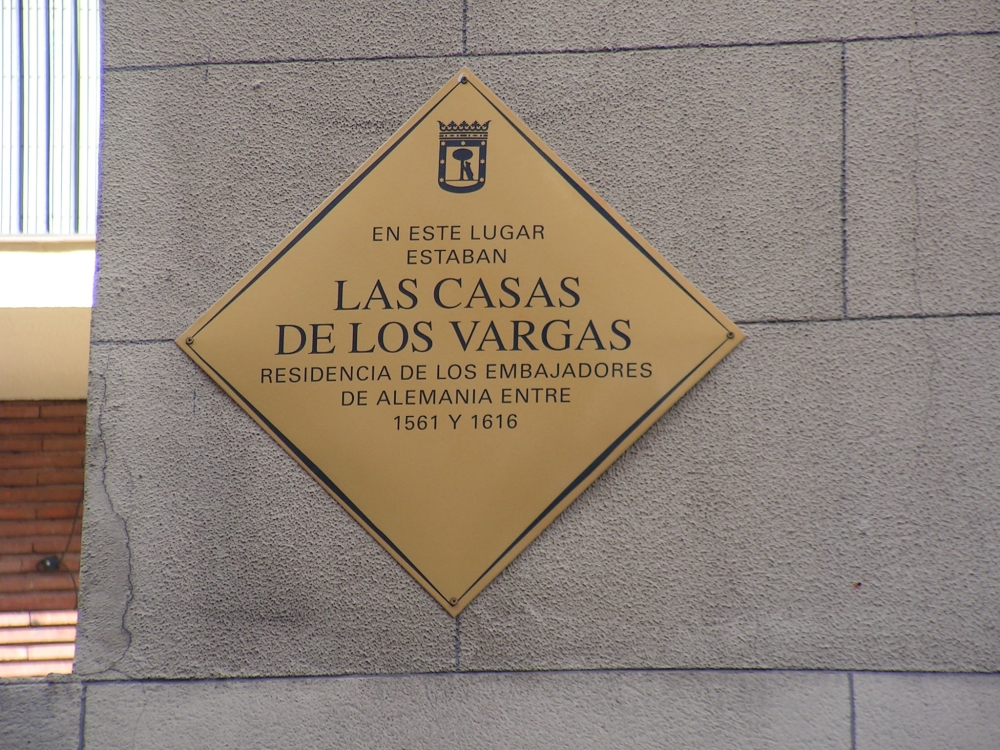 EN ESTE LUGAR
ESTABAN
LAS CASAS
DE LOS VARGAS
RESIDENCIA DE LOS EMBAJADORES
DE ALEMANIA ENTRE
1561 Y 1616